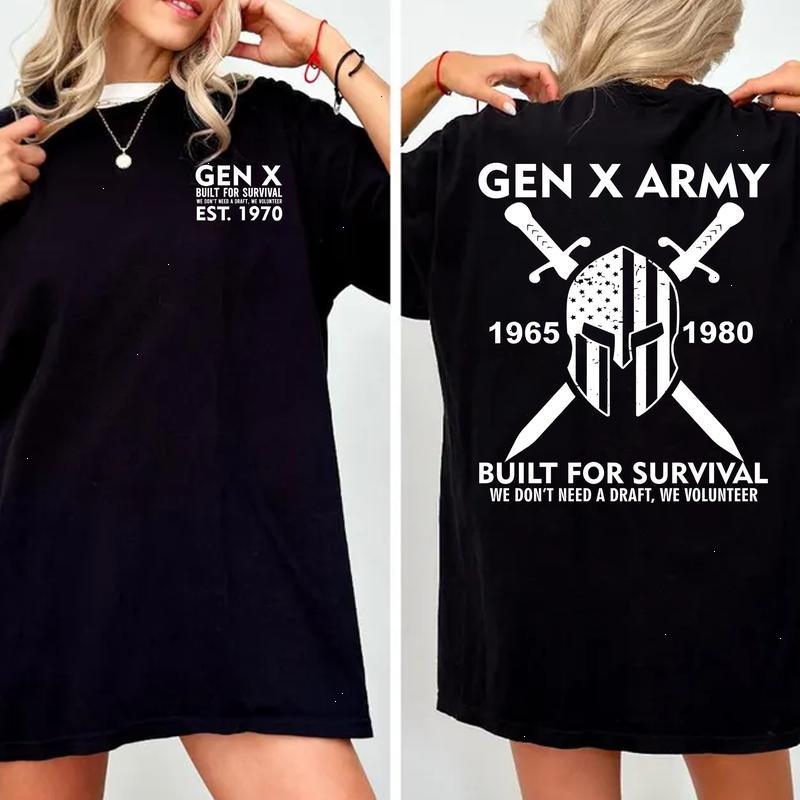 GEN X
BUILT FOR SURVIVAL
WE DON'T NEED A DRAFT, WE VOLUNTEER
EST. 1970
GEN X ARMY
1965 1980
BUILT FOR SURVIVAL
WE DON'T NEED A DRAFT, WE VOLUNTEER